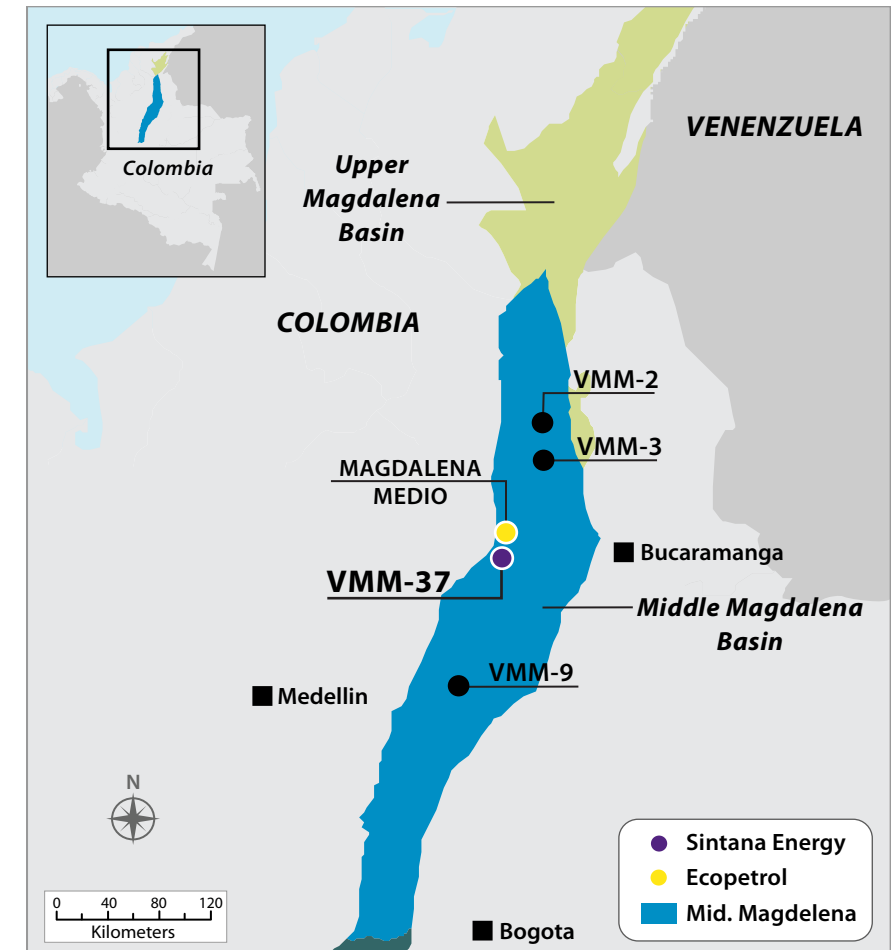 Colombia
VENENZUELA
Upper
Magdalena
Basin
COLOMBIA
VMM-2
VMM-3
MAGDALENA
MEDIO
Bucaramanga
VMM-37
Middle Magdalena
Basin
VMM-9
Medellin
N
Sintana Energy
Ecopetrol
Mid. Magdelena
0 40 80 120
Kilometers
Bogota